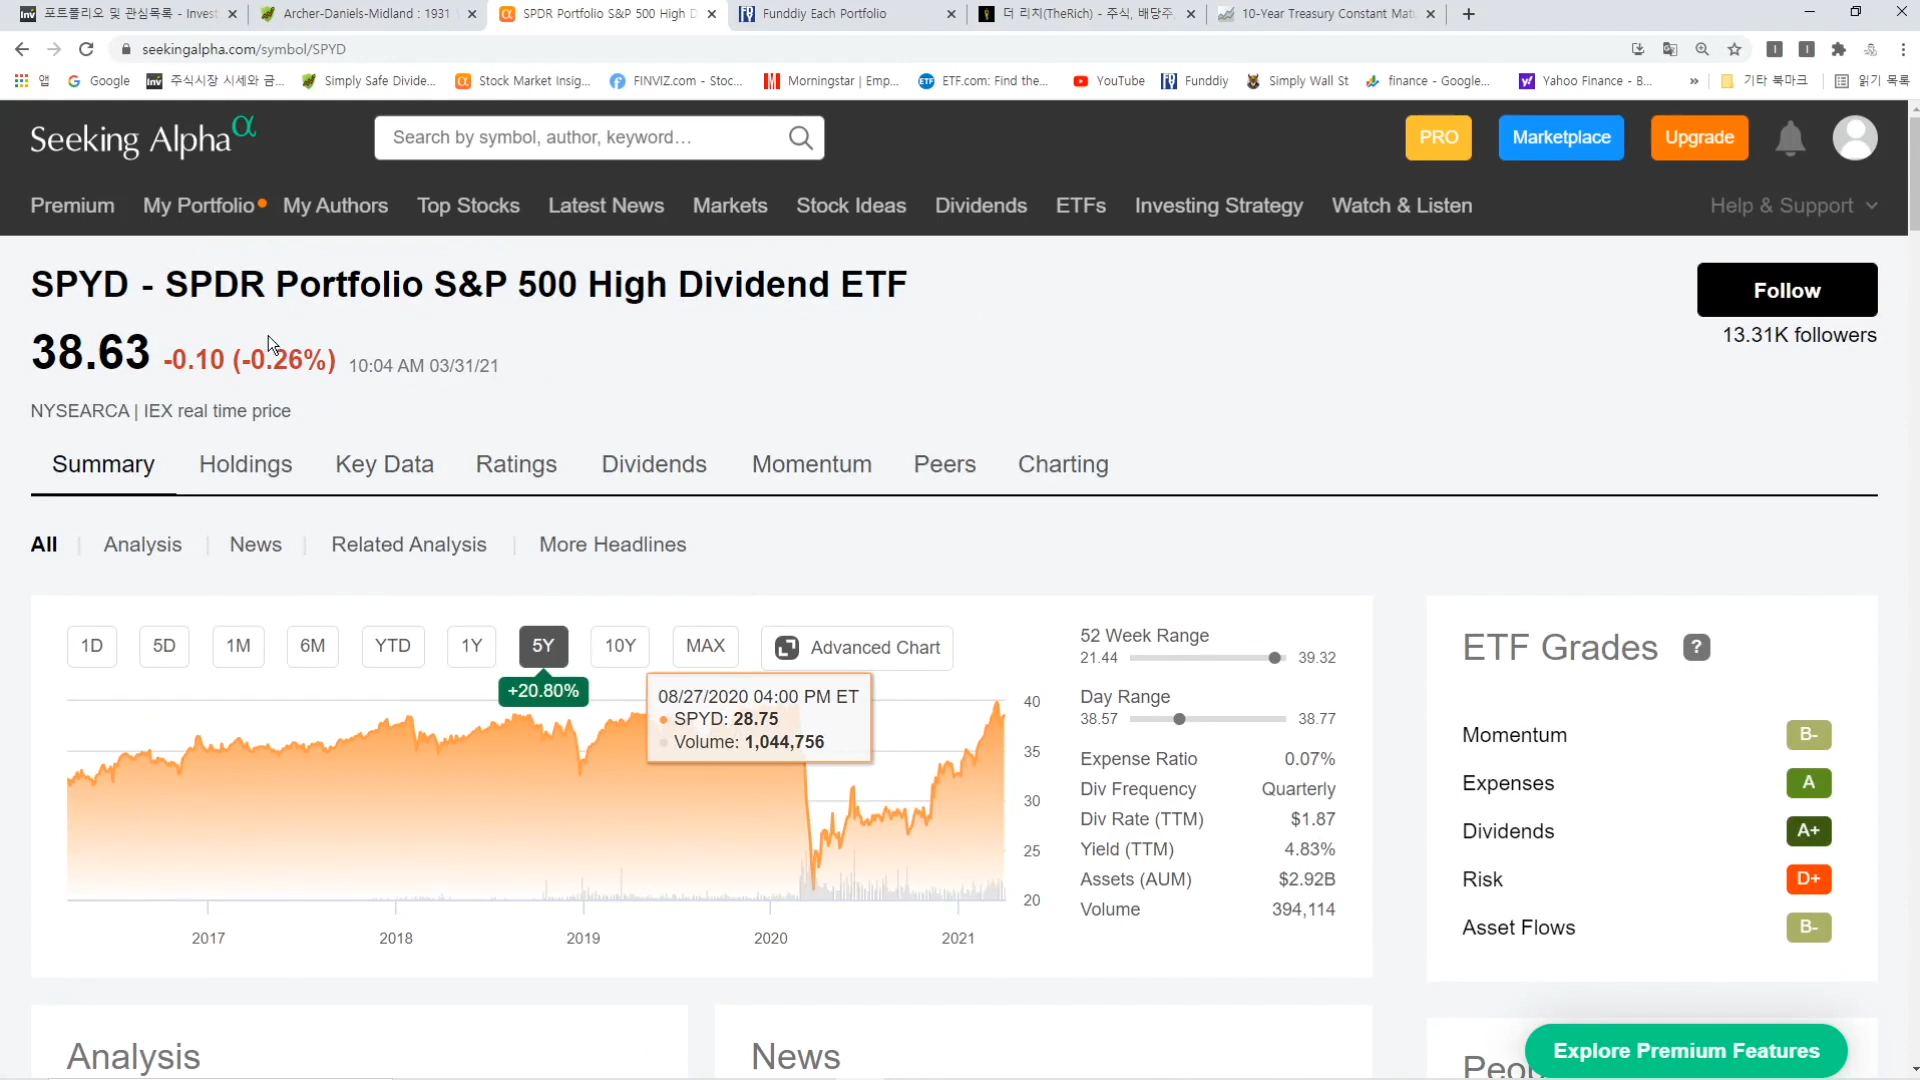 포트폴리오 및 관심목록 - Invest
Archer-Daniels-Midland : 1931
SPDR Portfolio S&P 500 High D
Funddiy Each Portfolio
더 리치(TheRich) - 주식, 배당주
10-Year Treasury Constant Matu
seekingalpha.com/symbol/SPYD
앱
Google
주식시장 시세와 금...
Simply Safe Divide...
Stock Market Insig...
FINVIZ.com - Stoc...
Morningstar | Emp...
ETF.com: Find the...
YouTube
Funddiy
Simply Wall St
finance - Google...
Yahoo Finance - B...
»
기타 북마크
읽기 목록
Seeking Alpha α
Search by symbol, author, keyword...
PRO
Marketplace
Upgrade
Premium
My Portfolio
My Authors
Top Stocks
Latest News
Markets
Stock Ideas
Dividends
ETFs
Investing Strategy
Watch & Listen
Help & Support
SPYD - SPDR Portfolio S&P 500 High Dividend ETF
Follow
13.31K followers
38.63 -0.10 (-0.26%) 10:04 AM 03/31/21
NYSEARCA | IEX real time price
Summary
Holdings
Key Data
Ratings
Dividends
Momentum
Peers
Charting
All
Analysis
News
Related Analysis
More Headlines
1D
5D
1M
6M
YTD
1Y
5Y
10Y
MAX
Advanced Chart
+20.80%
08/27/2020 04:00 PM ET
SPYD: 28.75
Volume: 1,044,756
40
35
30
25
20
2017
2018
2019
2020
2021
52 Week Range
21.44 39.32
Day Range
38.57 38.77
Expense Ratio 0.07%
Div Frequency Quarterly
Div Rate (TTM) $1.87
Yield (TTM) 4.83%
Assets (AUM) $2.92B
Volume 394,114
ETF Grades ?
Momentum B-
Expenses A
Dividends A+
Risk D+
Asset Flows B-
Analysis
News
Explore Premium Features